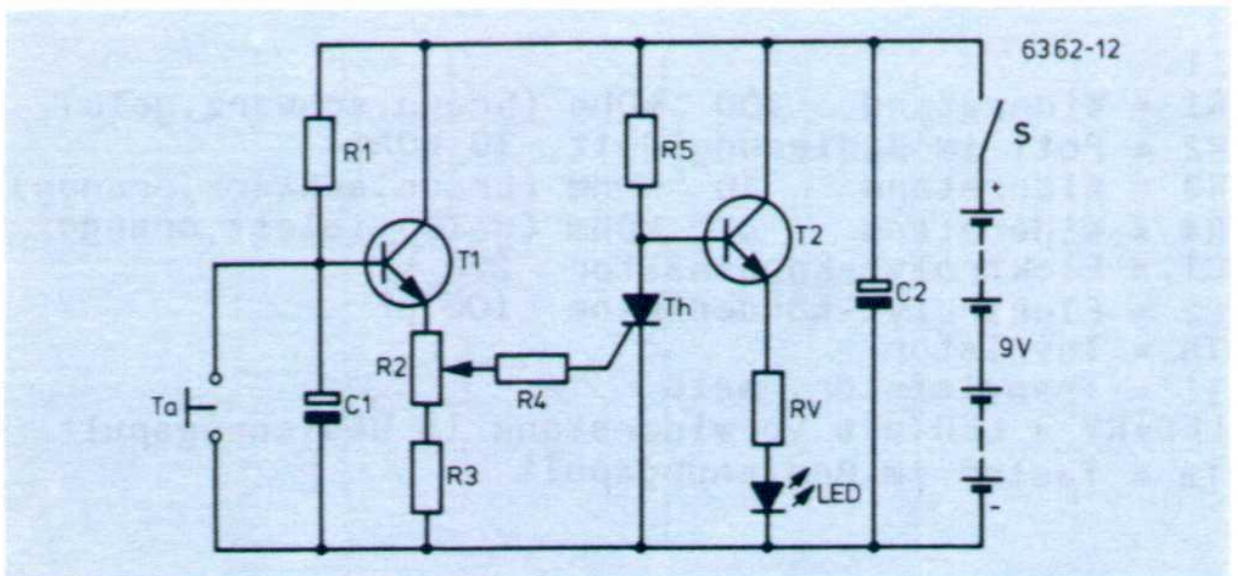 6362-12
R1
R5
S
+
T1
T2
Th
C2
R2
9V
R4
Ta
C1
RV
R3
LED
-